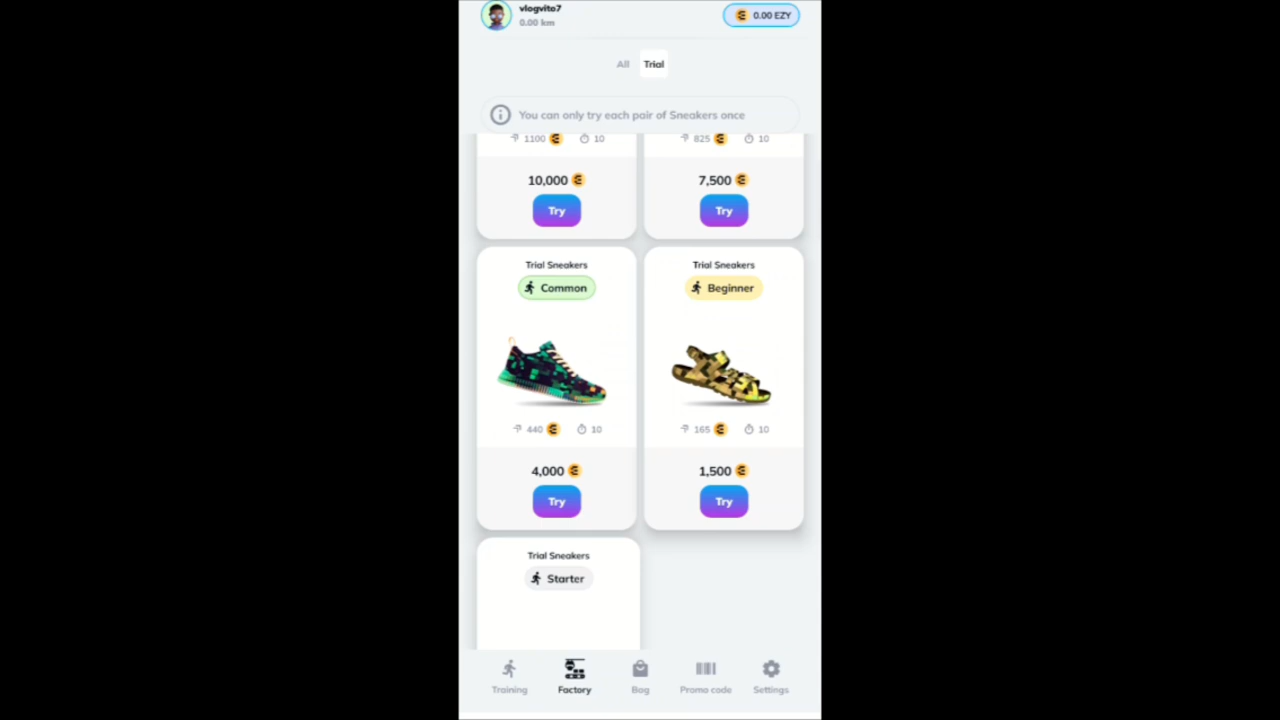 vlogvito7
0.00 km
0.00 EZY
All
Trial
You can only try each pair of Sneakers once
1100
10
825
10
10,000
7,500
Try
Try
Trial Sneakers
Trial Sneakers
Common
Beginner
440
10
165
10
4,000
1,500
Try
Try
Trial Sneakers
Starter
Training
Factory
Bag
Promo code
Settings